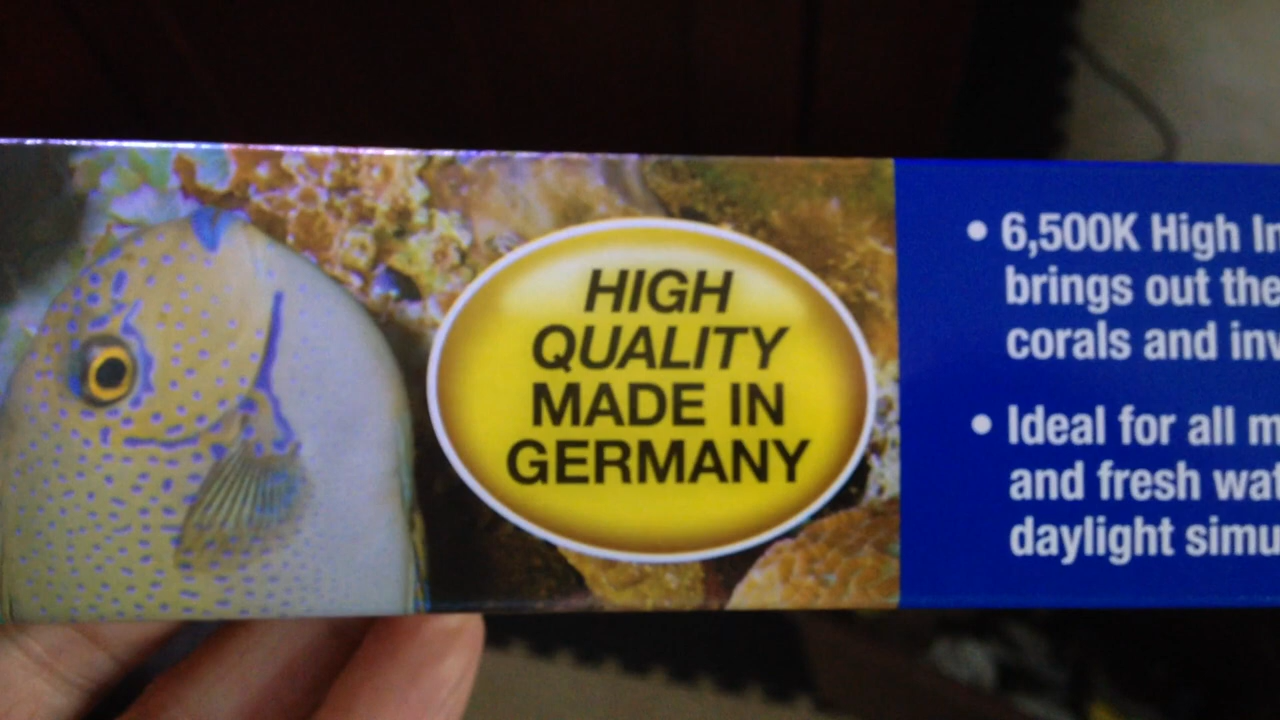 HIGH
QUALITY
MADE IN
GERMANY
• 6,500K High
brings out the
corals and
• Ideal for all
and fresh
daylight